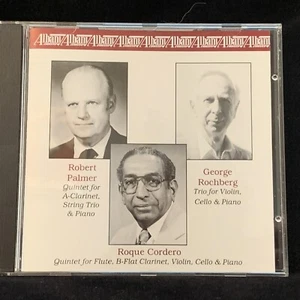 Albany Albany Albany Albany Albany Albany Albany Albany
Robert
Palmer
Quintet for
A-Clarinet,
String Trio
& Piano
George
Rochberg
Trio for Violin,
Cello & Piano
Roque Cordero
Quintet for Flute, B-Flat Clarinet, Violin, Cello & Piano